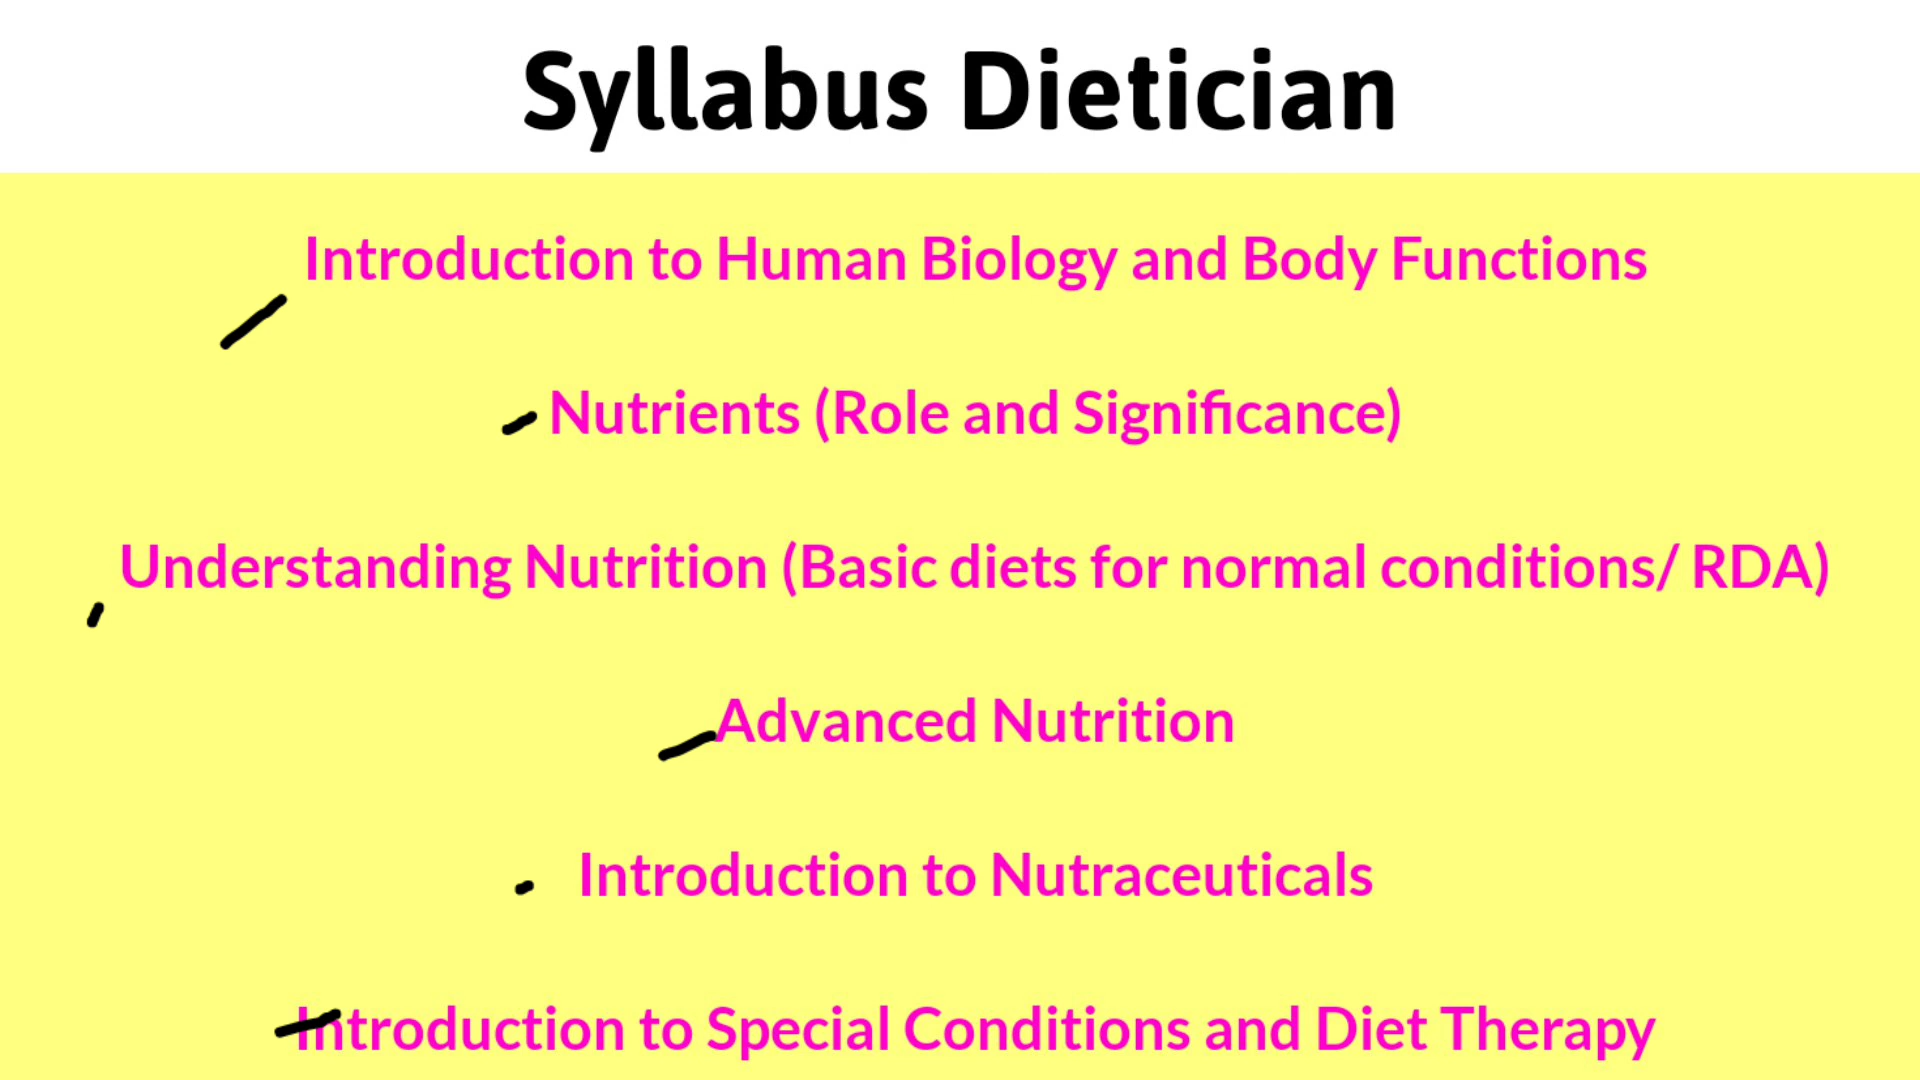 Syllabus Dietician
Introduction to Human Biology and Body Functions
Nutrients (Role and Significance)
Understanding Nutrition (Basic diets for normal conditions/ RDA)
Advanced Nutrition
Introduction to Nutraceuticals
Introduction to Special Conditions and Diet Therapy